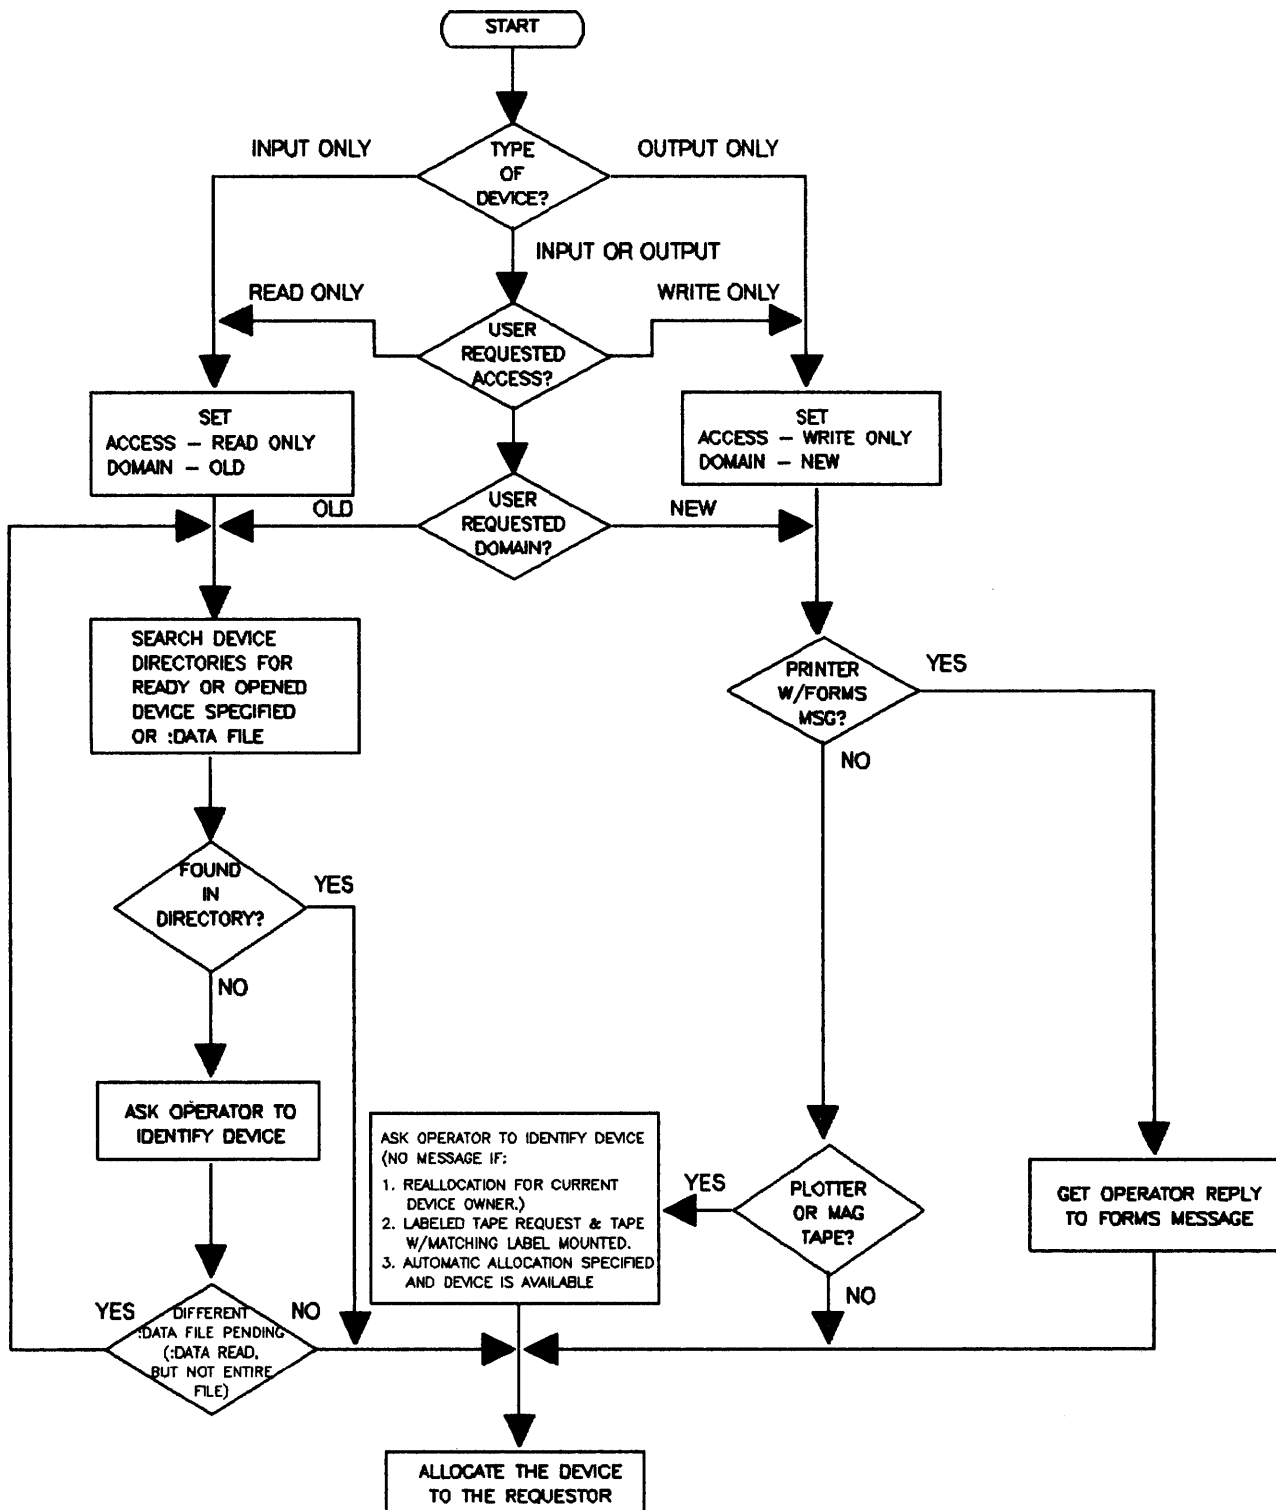 START
INPUT ONLY
TYPE
OF
DEVICE?
OUTPUT ONLY
INPUT OR OUTPUT
READ ONLY
WRITE ONLY
USER
REQUESTED
ACCESS?
SET
ACCESS – READ ONLY
DOMAIN – OLD
SET
ACCESS – WRITE ONLY
DOMAIN – NEW
OLD
USER
REQUESTED
DOMAIN?
NEW
SEARCH DEVICE
DIRECTORIES FOR
READY OR OPENED
DEVICE SPECIFIED
OR :DATA FILE
PRINTER
W/FORMS
MSG?
YES
NO
FOUND
IN
DIRECTORY?
YES
NO
ASK OPERATOR TO
IDENTIFY DEVICE
ASK OPERATOR TO IDENTIFY DEVICE
(NO MESSAGE IF:
1. REALLOCATION FOR CURRENT
DEVICE OWNER.)
2. LABELED TAPE REQUEST & TAPE
W/MATCHING LABEL MOUNTED.
3. AUTOMATIC ALLOCATION SPECIFIED
AND DEVICE IS AVAILABLE
YES
PLOTTER
OR MAG
TAPE?
NO
GET OPERATOR REPLY
TO FORMS MESSAGE
YES
DIFFERENT
:DATA FILE PENDING
(:DATA READ,
BUT NOT ENTIRE
FILE)
NO
ALLOCATE THE DEVICE
TO THE REQUESTOR